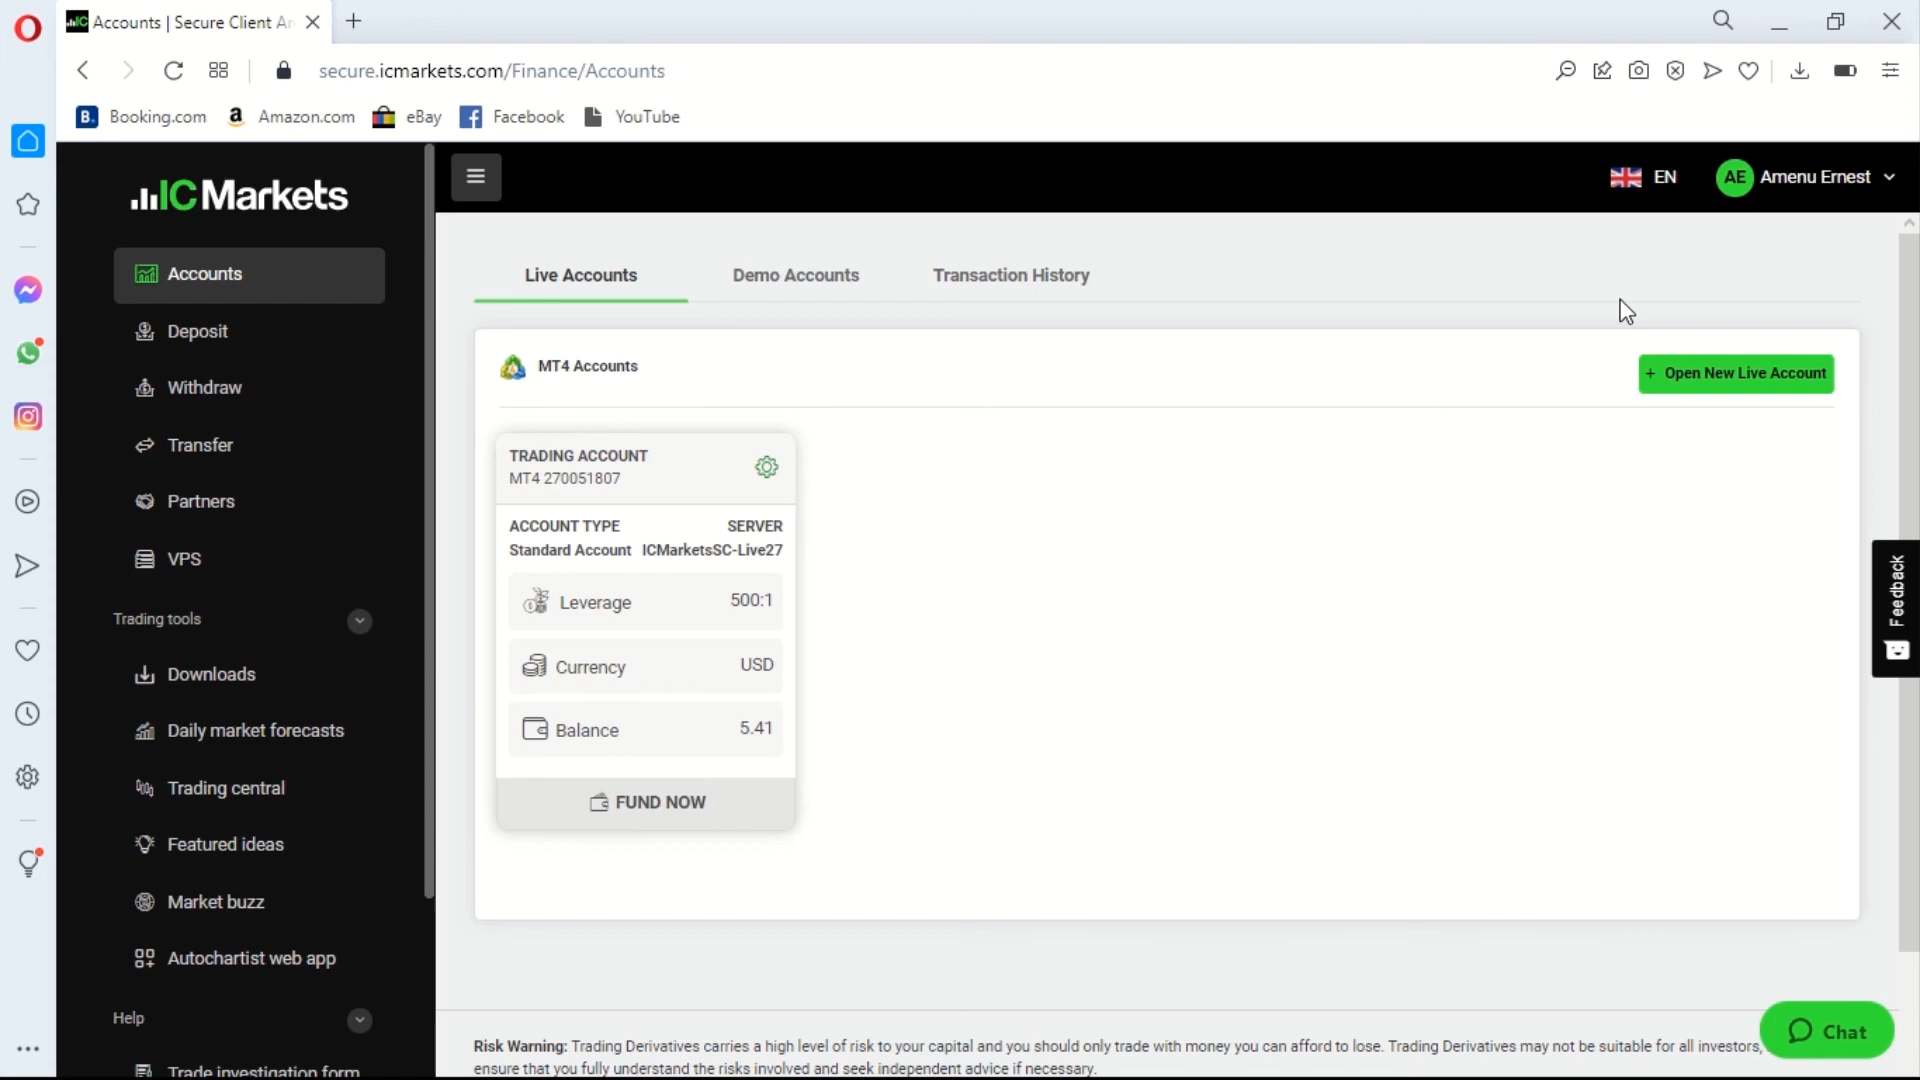 Accounts | Secure Client Ar
secure.icmarkets.com/Finance/Accounts
Booking.com Amazon.com eBay Facebook YouTube
IC Markets
EN AE Amenu Ernest
Accounts
Deposit
Withdraw
Transfer
Partners
VPS
Trading tools
Downloads
Daily market forecasts
Trading central
Featured ideas
Market buzz
Autochartist web app
Help
Trade investigation form
Live Accounts Demo Accounts Transaction History
MT4 Accounts
+ Open New Live Account
TRADING ACCOUNT
MT4 270051807
ACCOUNT TYPE SERVER
Standard Account ICMarketsSC-Live27
Leverage 500:1
Currency USD
Balance 5.41
FUND NOW
Feedback
Chat
Risk Warning: Trading Derivatives carries a high level of risk to your capital and you should only trade with money you can afford to lose. Trading Derivatives may not be suitable for all investors,
ensure that you fully understand the risks involved and seek independent advice if necessary.